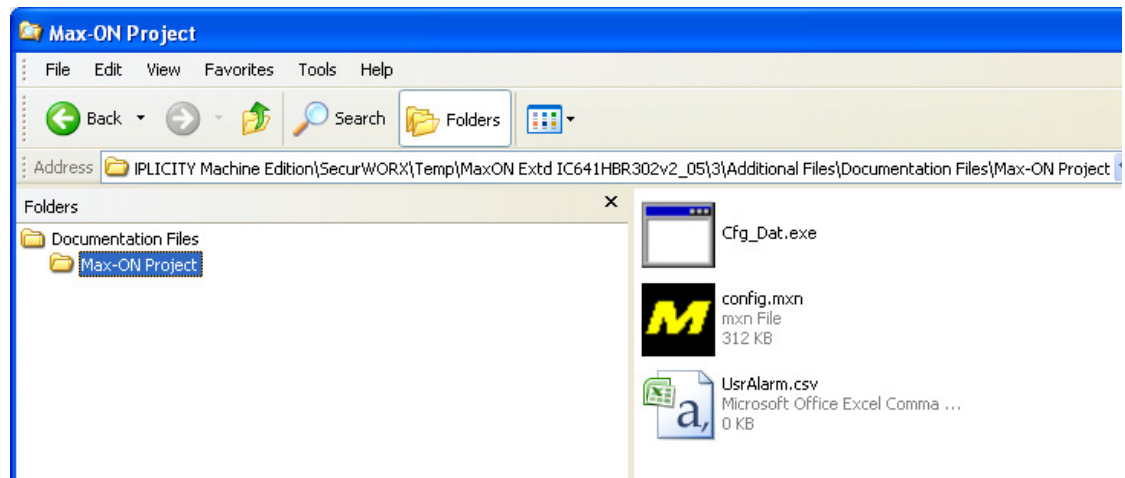 Max-ON Project
File Edit View Favorites Tools Help
Back Search Folders
Address IPLICITY Machine Edition\SecurWORX\Temp\MaxON Extd IC641HBR302v2_05\3\Additional Files\Documentation Files\Max-ON Project
Folders x
Documentation Files
Max-ON Project
Cfg_Dat.exe
config.mxn
mxn File
312 KB
UsrAlarm.csv
Microsoft Office Excel Comma ...
0 KB